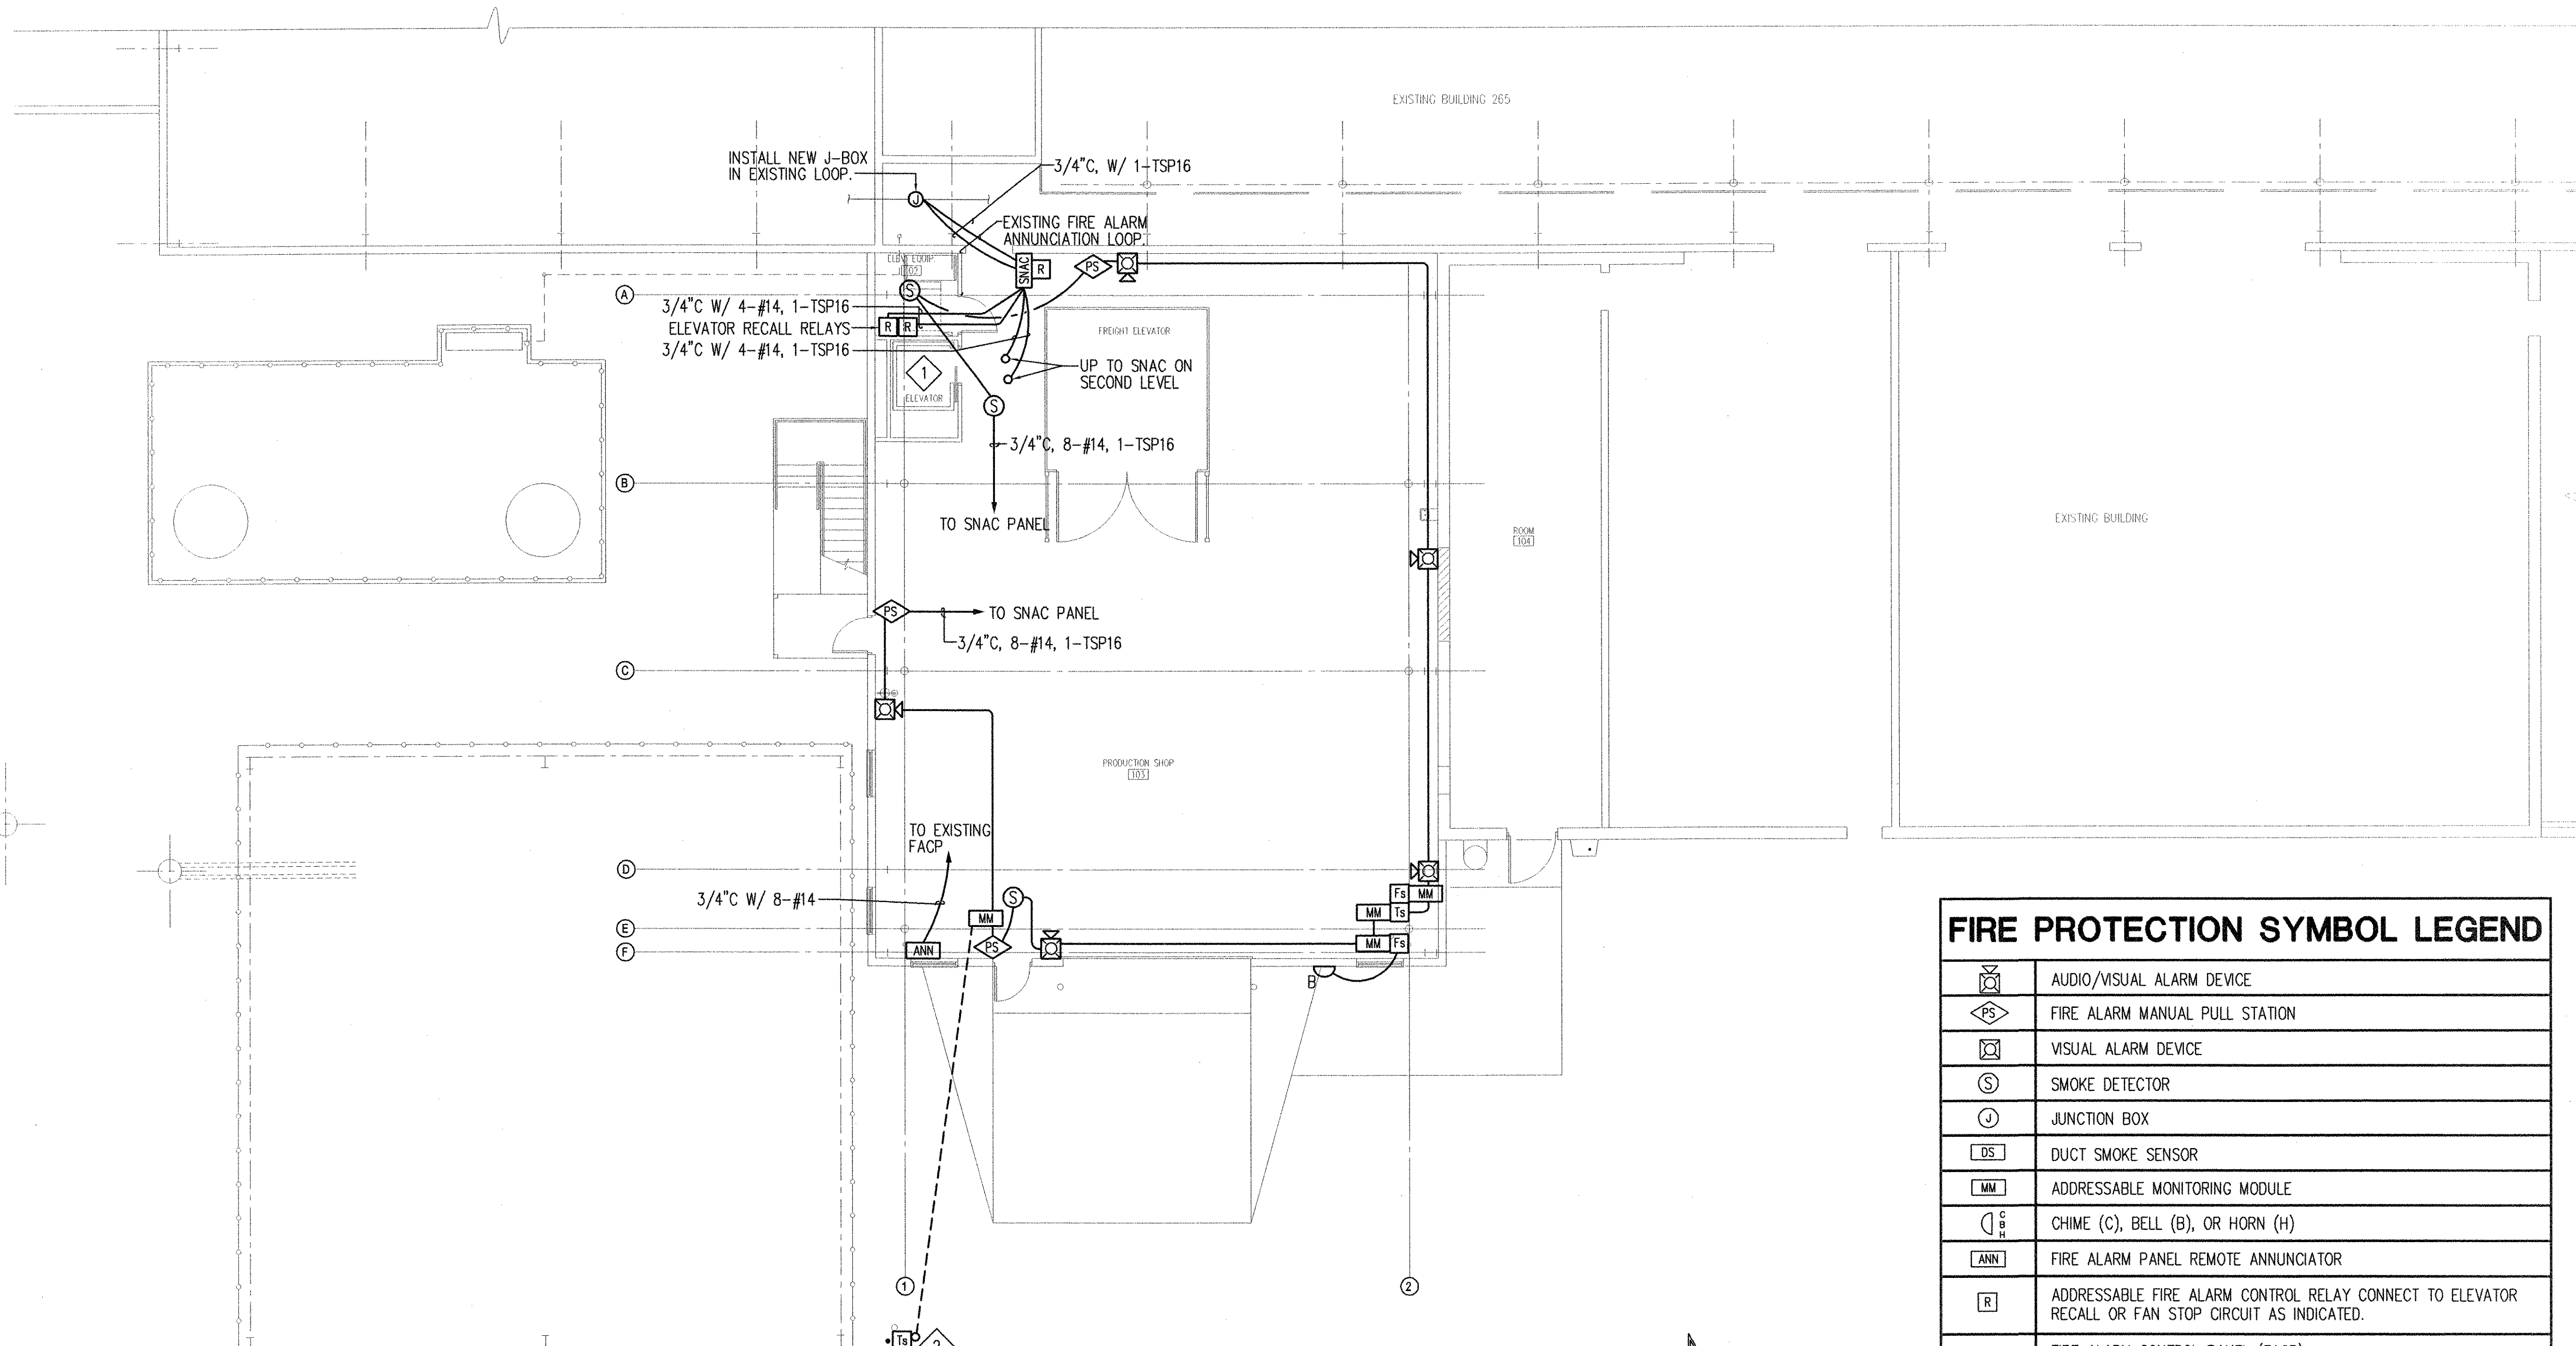 EXISTING BUILDING 265
INSTALL NEW J-BOX
IN EXISTING LOOP.
3/4"C, W/ 1-TSP16
J
EXISTING FIRE ALARM
ANNUNCIATION LOOP.
ELEV EQUIP
102
SNAC
R
PS
A
S
3/4"C W/ 4-#14, 1-TSP16
ELEVATOR RECALL RELAYS
R R
3/4"C W/ 4-#14, 1-TSP16
FREIGHT ELEVATOR
1
UP TO SNAC ON
SECOND LEVEL
ELEVATOR
S
3/4"C, 8-#14, 1-TSP16
B
TO SNAC PANEL
EXISTING BUILDING
ROOM
104
PS
TO SNAC PANEL
3/4"C, 8-#14, 1-TSP16
C
PRODUCTION SHOP
103
TO EXISTING
FACP
D
3/4"C W/ 8-#14
S
Fs MM
MM Ts
MM
E
F
ANN
PS
MM Fs
B
1
2
Ts
FIRE PROTECTION SYMBOL LEGEND
AUDIO/VISUAL ALARM DEVICE
PS FIRE ALARM MANUAL PULL STATION
VISUAL ALARM DEVICE
S SMOKE DETECTOR
J JUNCTION BOX
DS DUCT SMOKE SENSOR
MM ADDRESSABLE MONITORING MODULE
C B H CHIME (C), BELL (B), OR HORN (H)
ANN FIRE ALARM PANEL REMOTE ANNUNCIATOR
R ADDRESSABLE FIRE ALARM CONTROL RELAY CONNECT TO ELEVATOR
RECALL OR FAN STOP CIRCUIT AS INDICATED.